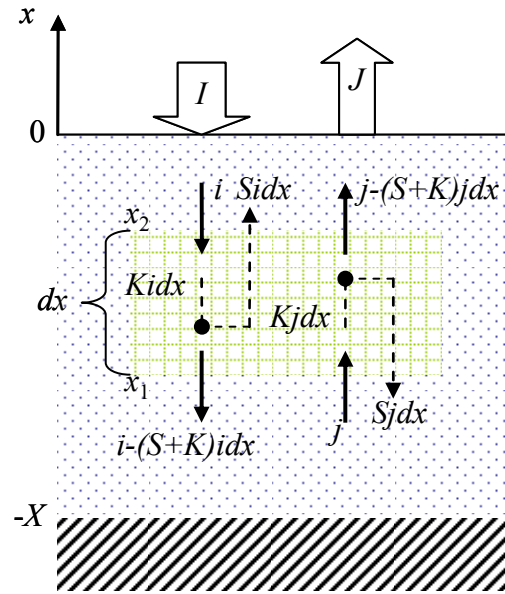 x
I
J
0
i Sidx j-(S+K)jdx
x2
Kidx
dx
Kjdx
x1
Sjdx
i-(S+K)idx
j
-X